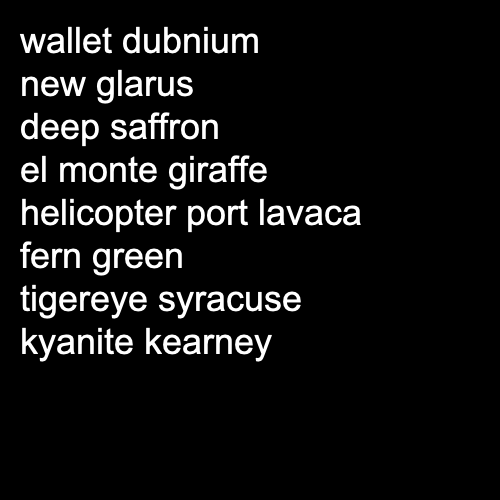 wallet dubnium
new glarus
deep saffron
el monte giraffe
helicopter port lavaca
fern green
tigereye syracuse
kyanite kearney